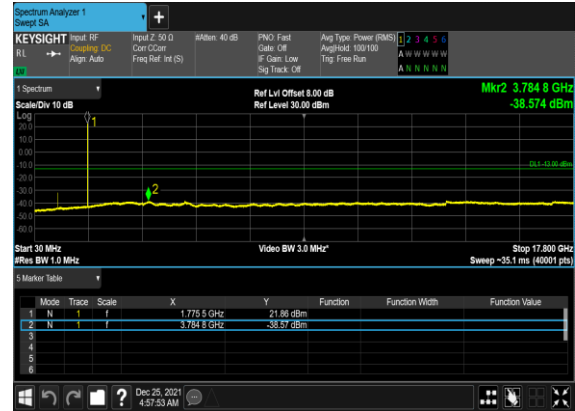 Spectrum Analyzer 1
Swept SA
+
KEYSIGHT Input: RF Input Z: 50 Ω #Atten: 40 dB PNO: Fast Avg Type: Power (RMS) 1 2 3 4 5 6
RL Coupling: DC Corr CCorr Gate: Off Avg|Hold: 100/100 A W W W W W
Align: Auto Freq Ref: Int (S) IF Gain: Low Trig: Free Run
Sig Track: Off A N N N N N
1 Spectrum Ref Lvl Offset 8.00 dB Mkr2 3.784 8 GHz
Scale/Div 10 dB Ref Level 30.00 dBm -38.574 dBm
Log
1
20.0
10.0
0.00
-10.0 DL1 -13.00 dBm
-20.0
-30.0
2
-40.0
-50.0
-60.0
Start 30 MHz Video BW 3.0 MHz* Stop 17.800 GHz
#Res BW 1.0 MHz Sweep ~35.1 ms (40001 pts)
5 Marker Table
Mode Trace Scale X Y Function Function Width Function Value
1 N 1 f 1.775 5 GHz 21.86 dBm
2 N 1 f 3.784 8 GHz -38.57 dBm
3
4
5
6
? Dec 25, 2021
4:57:53 AM